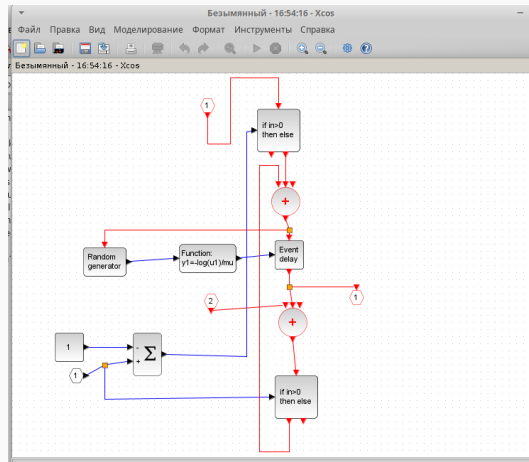 Безымянный - 16:54:16 - Xcos
Файл Правка Вид Моделирование Формат Инструменты Справка
Безымянный - 16:54:16 - Xcos
1
if in>0
then else
+
Random
generator
Function:
y1=-log(u1)/mu
Event
delay
2
1
+
1
-
+
Σ
1
if in>0
then else